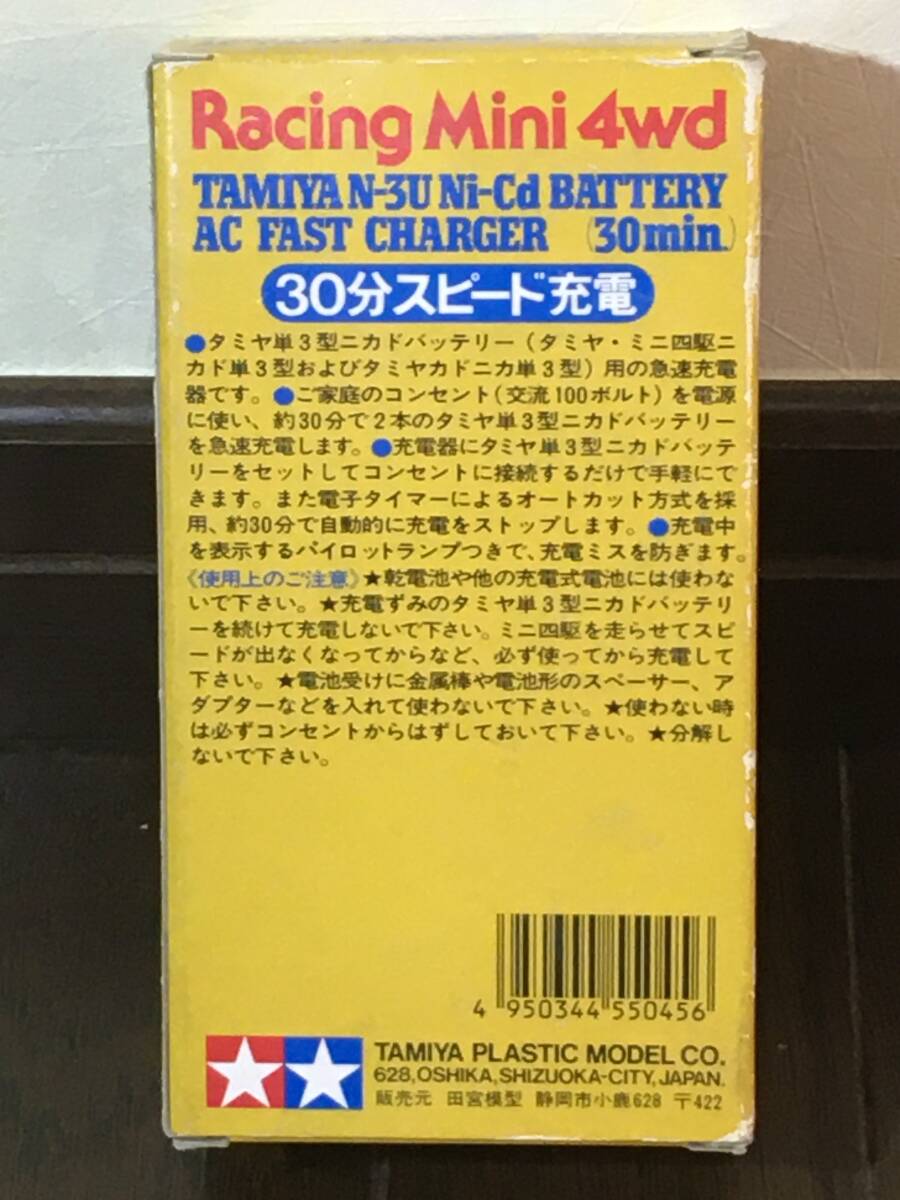 Racing Mini 4wd
TAMIYA N-3U Ni-Cd BATTERY
AC FAST CHARGER (30min.)
30分スピード充電
●タミヤ単3型ニカドバッテリー（タミヤ・ミニ四駆ニ
カド単3型およびタミヤカドニカ単3型）用の急速充電
器です。●ご家庭のコンセント（交流100ボルト）を電源
に使い、約30分で2本のタミヤ単3型ニカドバッテリー
を急速充電します。●充電器にタミヤ単3型ニカドバッテ
リーをセットしてコンセントに接続するだけで手軽にで
きます。また電子タイマーによるオートカット方式を採
用、約30分で自動的に充電をストップします。●充電中
を表示するパイロットランプつきで、充電ミスを防ぎます。
《使用上のご注意》★乾電池や他の充電式電池には使わな
いで下さい。★充電ずみのタミヤ単3型ニカドバッテリ
ーを続けて充電しないで下さい。ミニ四駆を走らせてスピ
ードが出なくなってからなど、必ず使ってから充電して
下さい。★電池受けに金属棒や電池形のスペーサー、ア
ダプターなどを入れて使わないで下さい。★使わない時
は必ずコンセントからはずしておいて下さい。★分解し
ないで下さい。
4 950344 550456
TAMIYA PLASTIC MODEL CO.
628, OSHIKA, SHIZUOKA-CITY, JAPAN.
販売元 田宮模型 静岡市小鹿628 〒422